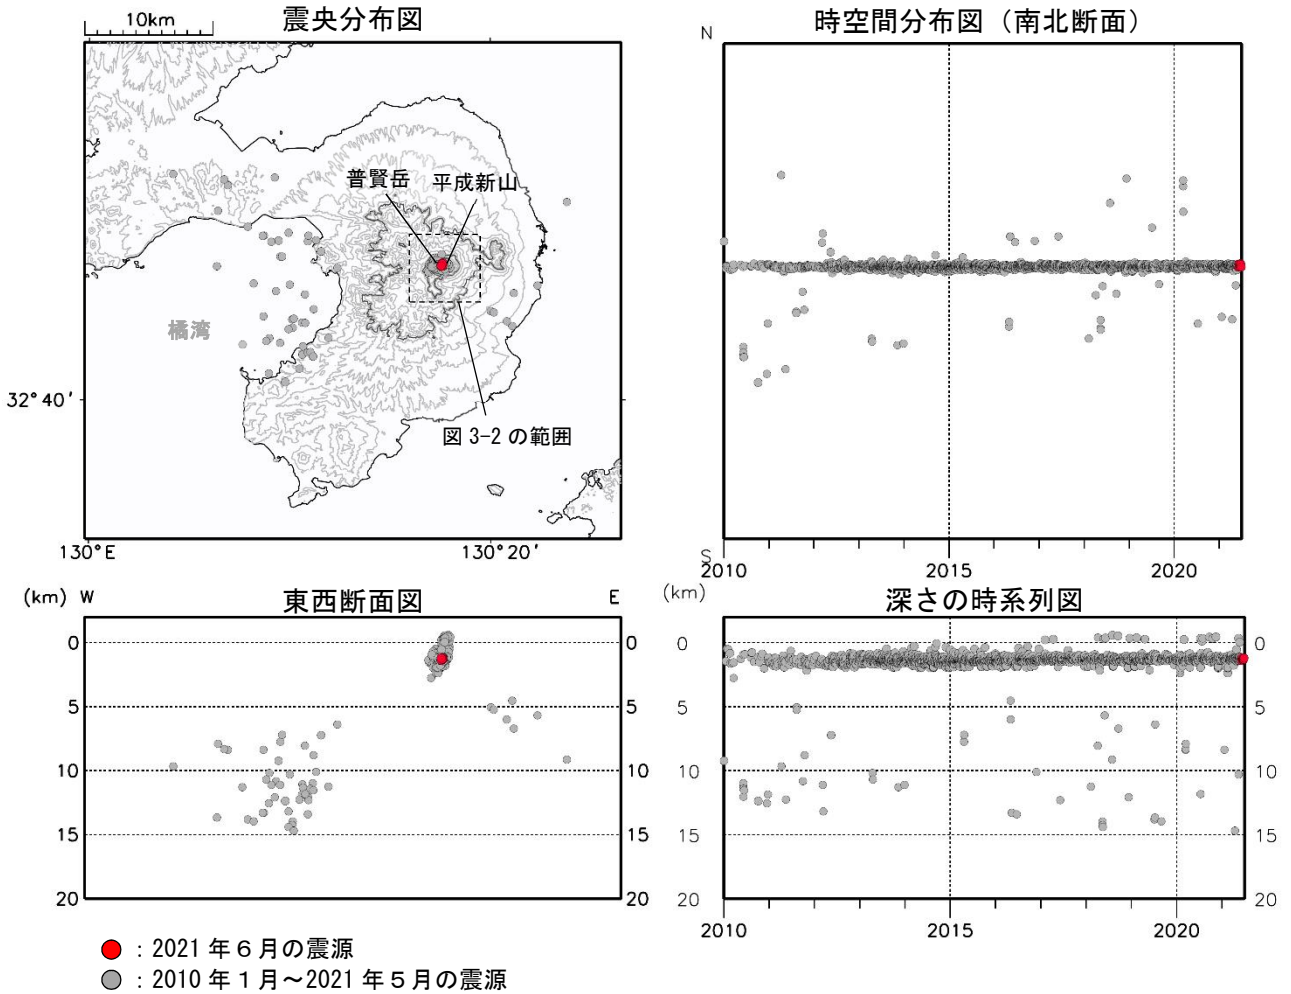 10km
震央分布図
普賢岳 平成新山
橘湾
32°40'
図 3-2 の範囲
130°E
130°20'
時空間分布図（南北断面）
N
S
2010
2015
2020
東西断面図
(km) W
E
0
0
5
5
10
10
15
15
20
20
深さの時系列図
(km)
0
0
5
5
10
10
15
15
20
20
2010
2015
2020
：2021 年６月の震源
：2010 年１月～2021 年５月の震源